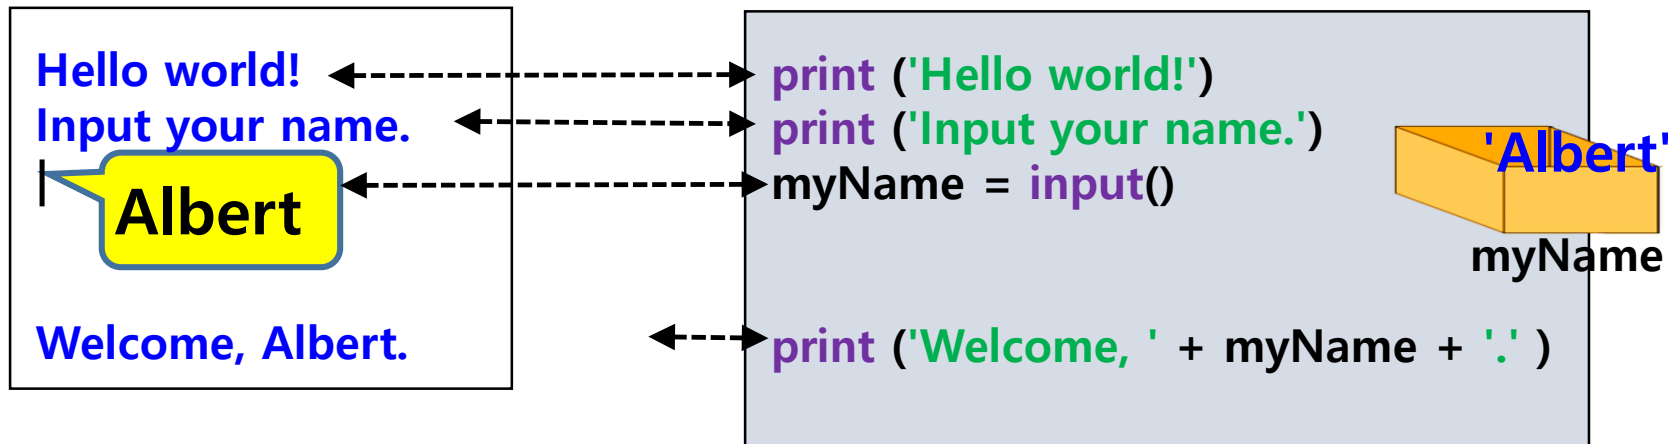 Hello world!
Input your name.
Albert
Welcome, Albert.
print ('Hello world!')
print ('Input your name.')
myName = input()
'Albert'
myName
print ('Welcome, ' + myName + '.' )